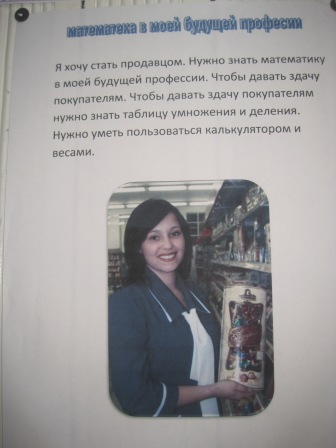 математека в моей будущей професии
Я хочу стать продавцом. Нужно знать математику
в моей будущей профессии. Чтобы давать здачу
покупателям. Чтобы давать здачу покупателям
нужно знать таблицу умножения и деления.
Нужно уметь пользоваться калькулятором и
весами.